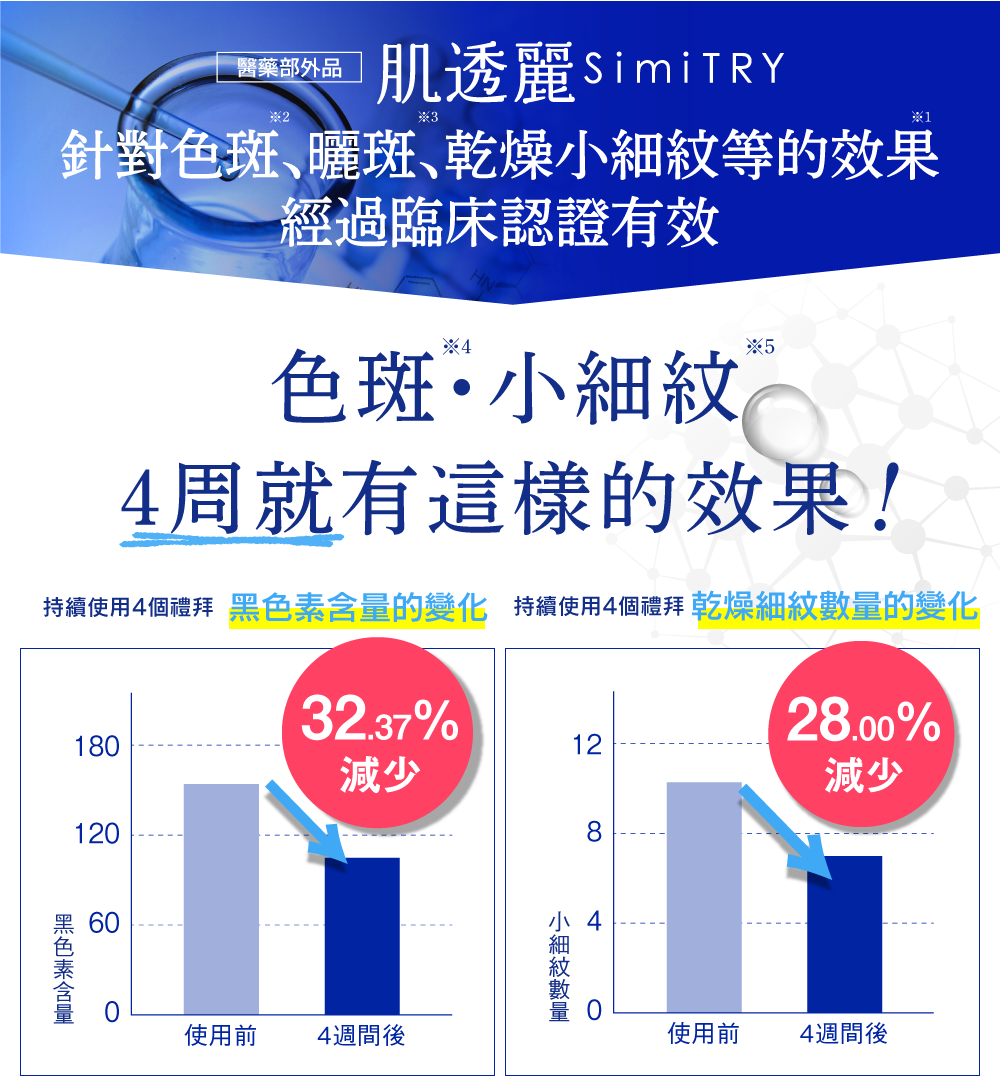 醫藥部外品
肌透麗SimiTRY
針對色斑※2、曬斑※3、乾燥小細紋等的效果※1
經過臨床認證有效
色斑※4・小細紋※5
4周就有這樣的效果!
持續使用4個禮拜 黑色素含量的變化
32.37%
減少
180
120
60
0
黑色素含量
使用前 4週間後
持續使用4個禮拜 乾燥細紋數量的變化
28.00%
減少
12
8
4
0
小細紋數量
使用前 4週間後